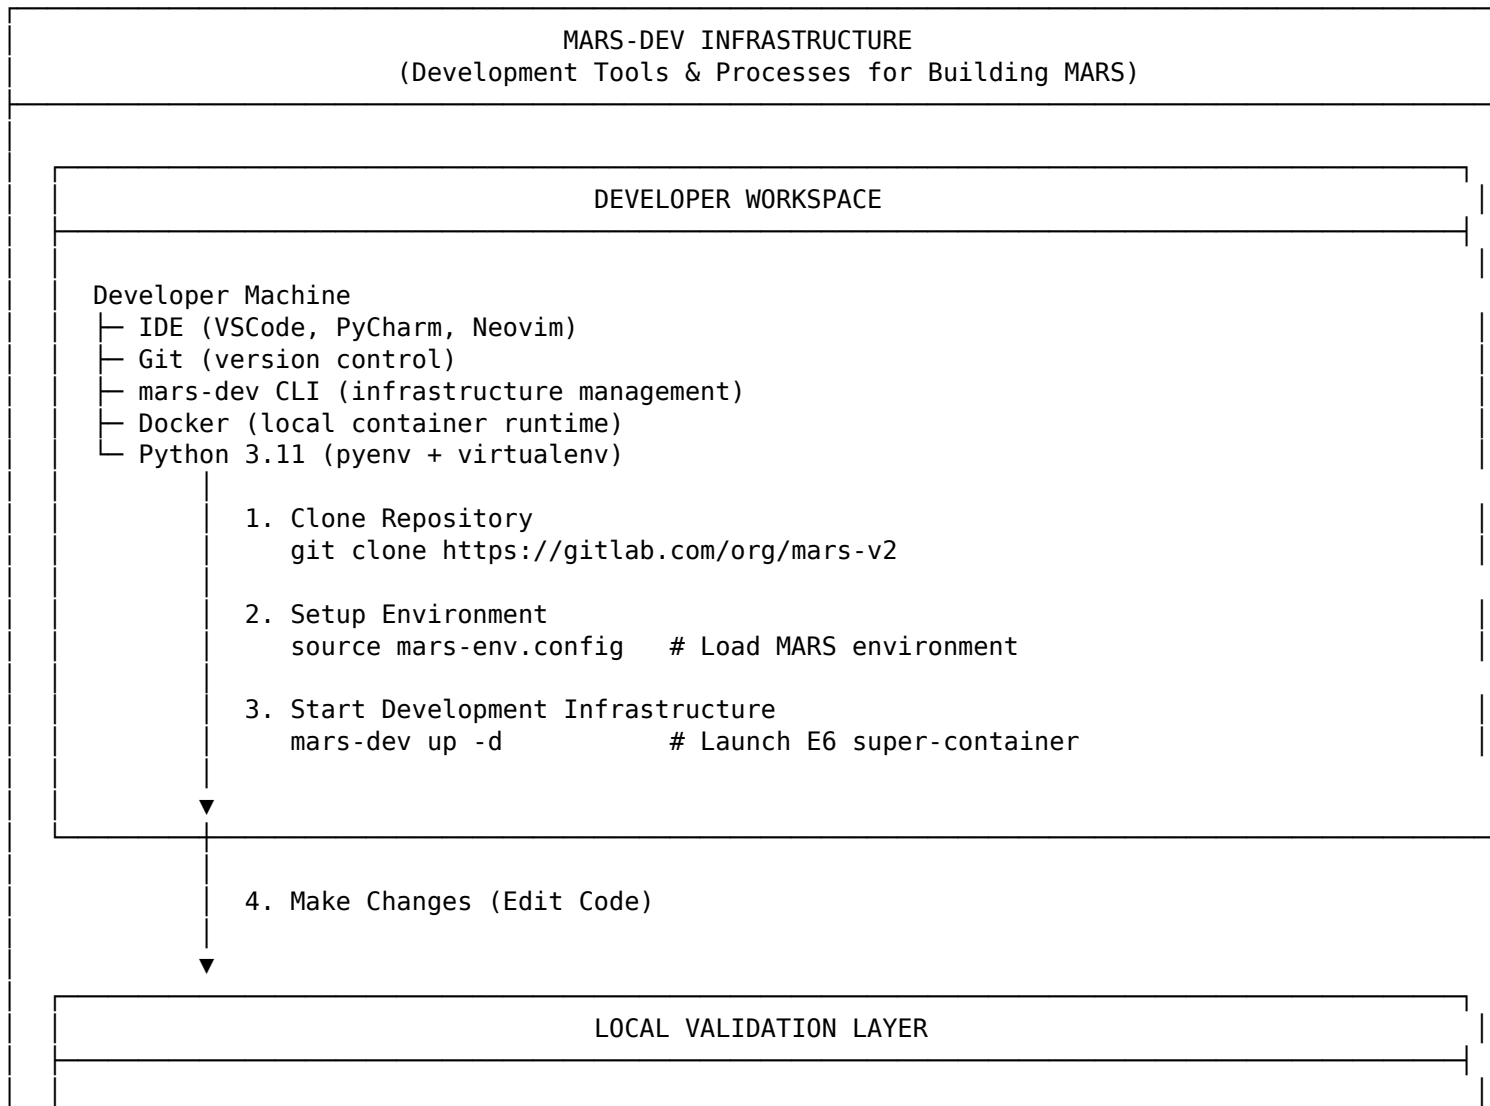 MARS-DEV INFRASTRUCTURE
(Development Tools & Processes for Building MARS)
DEVELOPER WORKSPACE
Developer Machine
├─ IDE (VSCode, PyCharm, Neovim)
├─ Git (version control)
├─ mars-dev CLI (infrastructure management)
├─ Docker (local container runtime)
└─ Python 3.11 (pyenv + virtualenv)
1. Clone Repository
git clone https://gitlab.com/org/mars-v2
2. Setup Environment
source mars-env.config   # Load MARS environment
3. Start Development Infrastructure
mars-dev up -d           # Launch E6 super-container
4. Make Changes (Edit Code)
LOCAL VALIDATION LAYER